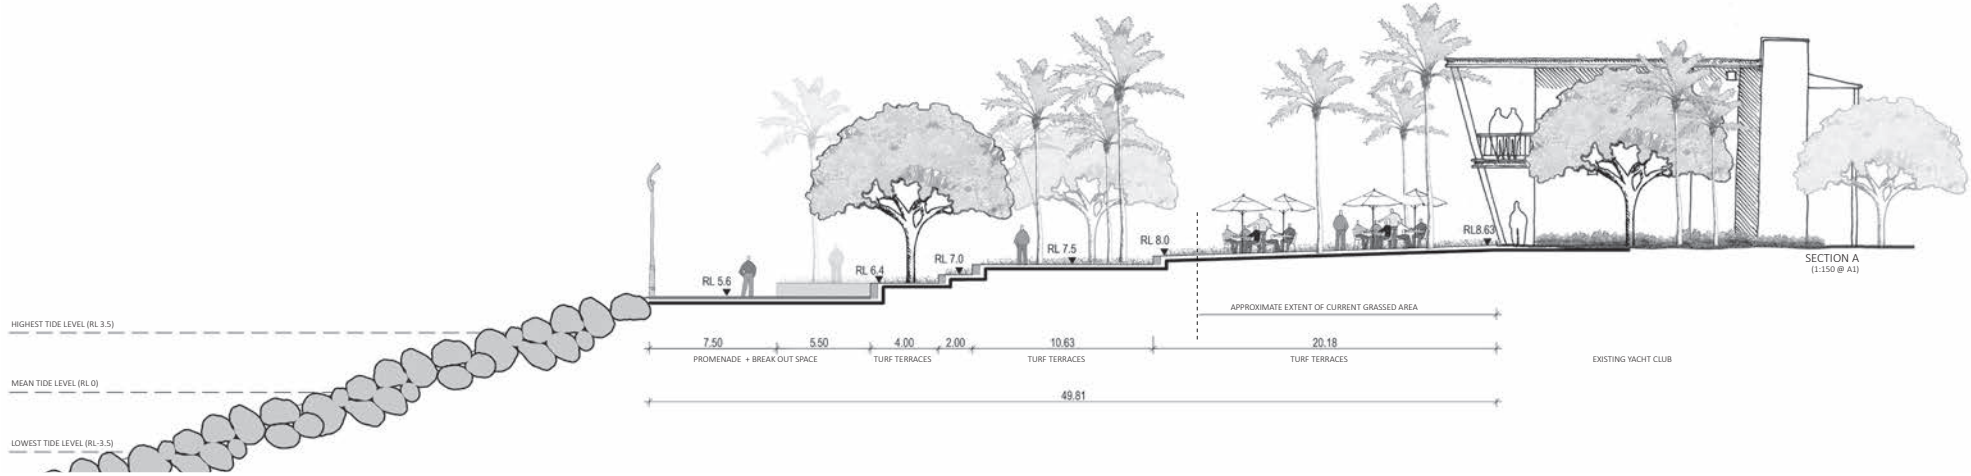 RL 5.6
RL 6.4
RL 7.0
RL 7.5
RL 8.0
RL8.63
SECTION A
(1:150 @ A1)
APPROXIMATE EXTENT OF CURRENT GRASSED AREA
HIGHEST TIDE LEVEL (RL 3.5)
7.50 5.50 4.00 2.00 10.63 20.18
PROMENADE + BREAK OUT SPACE TURF TERRACES TURF TERRACES TURF TERRACES EXISTING YACHT CLUB
MEAN TIDE LEVEL (RL 0)
49.81
LOWEST TIDE LEVEL (RL-3.5)